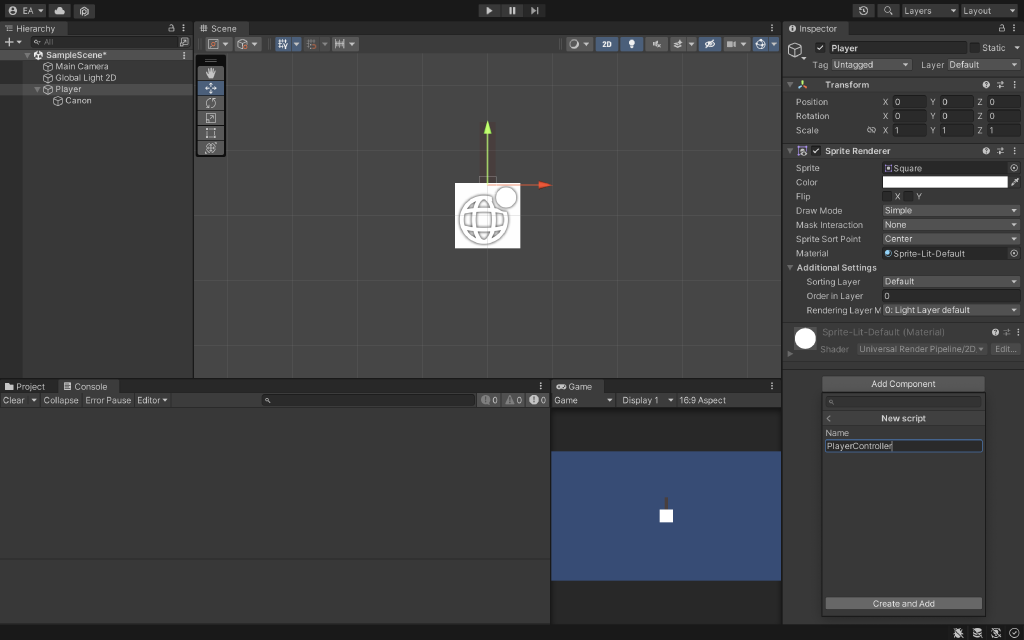 EA
Layers
Layout
Hierarchy
All
SampleScene*
Main Camera
Global Light 2D
Player
Canon
Scene
2D
Inspector
Player
Static
Tag Untagged Layer Default
Transform
Position X 0 Y 0 Z 0
Rotation X 0 Y 0 Z 0
Scale X 1 Y 1 Z 1
Sprite Renderer
Sprite Square
Color
Flip X Y
Draw Mode Simple
Mask Interaction None
Sprite Sort Point Center
Material Sprite-Lit-Default
Additional Settings
Sorting Layer Default
Order in Layer 0
Rendering Layer M 0: Light Layer default
Sprite-Lit-Default (Material)
Shader Universal Render Pipeline/2D Edit...
Add Component
New script
Name
PlayerController
Create and Add
Project Console
Clear Collapse Error Pause Editor 0 0 0
Game
Game Display 1 16:9 Aspect